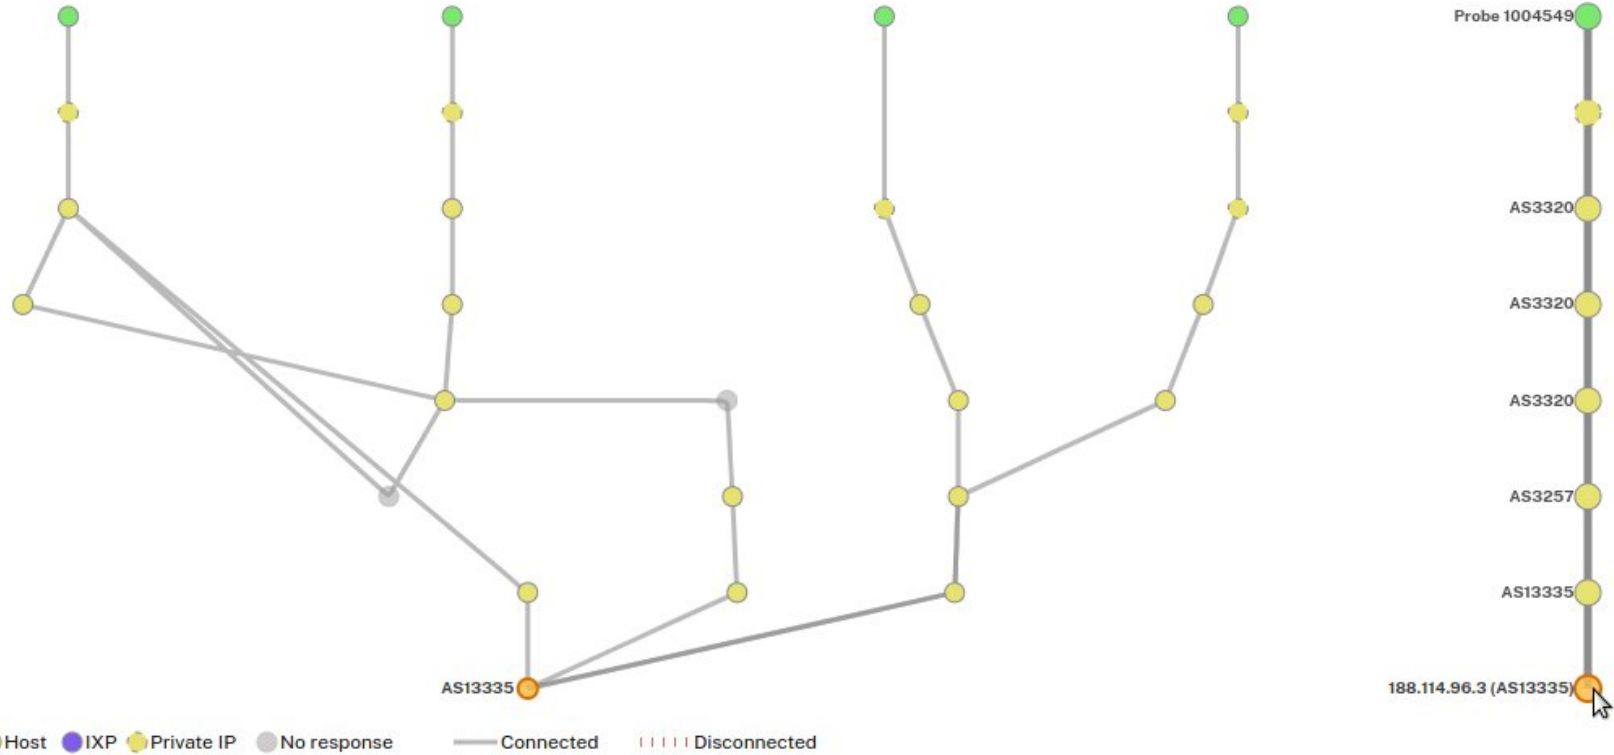 Probe 1004549
AS3320
AS3320
AS3320
AS3257
AS13335
AS13335
188.114.96.3 (AS13335)
Host IXP Private IP No response Connected Disconnected